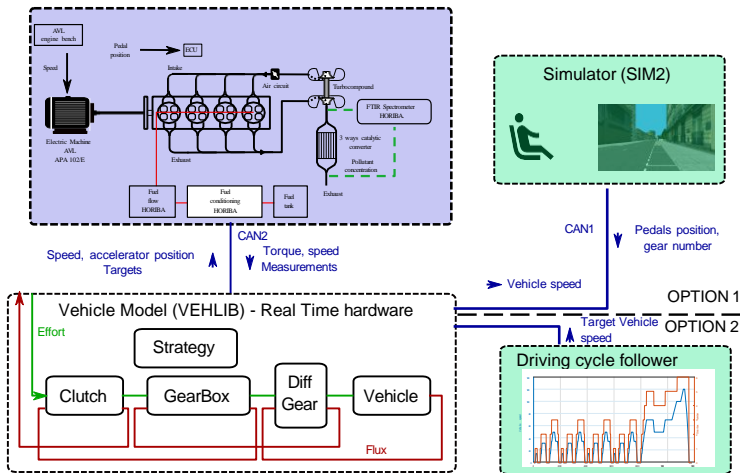 AVL
engine bench
Speed
Pedal
position
ECU
Intake
Air circuit
Turbocompound
FTIR Spectrometer
HORIBA.
3 ways catalytic
converter
Pollutant
concentration
Exhaust
Exhaust
Electric Machine
AVL
APA 102/E
Fuel
flow
HORIBA
Fuel
conditioning
HORIBA
Fuel
tank
Simulator (SIM2)
CAN2
Speed, accelerator position
Targets
Torque, speed
Measurements
CAN1
Pedals position,
gear number
Vehicle speed
OPTION 1
OPTION 2
Target Vehicle
speed
Vehicle Model (VEHLIB) - Real Time hardware
Effort
Strategy
Clutch
GearBox
Diff
Gear
Vehicle
Flux
Driving cycle follower